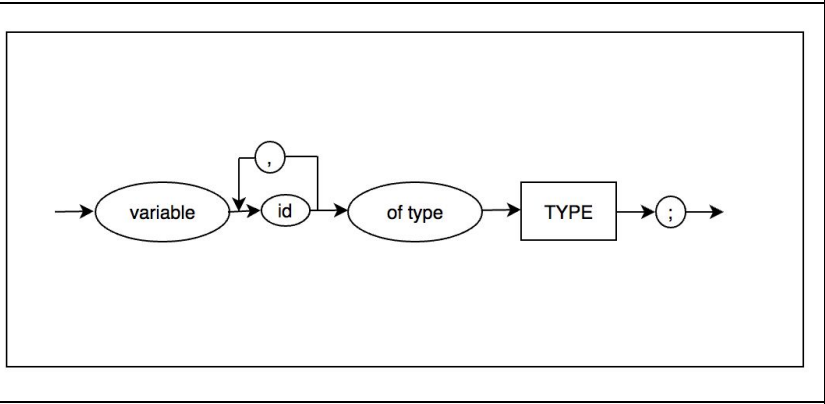 ,
variable id of type TYPE ;